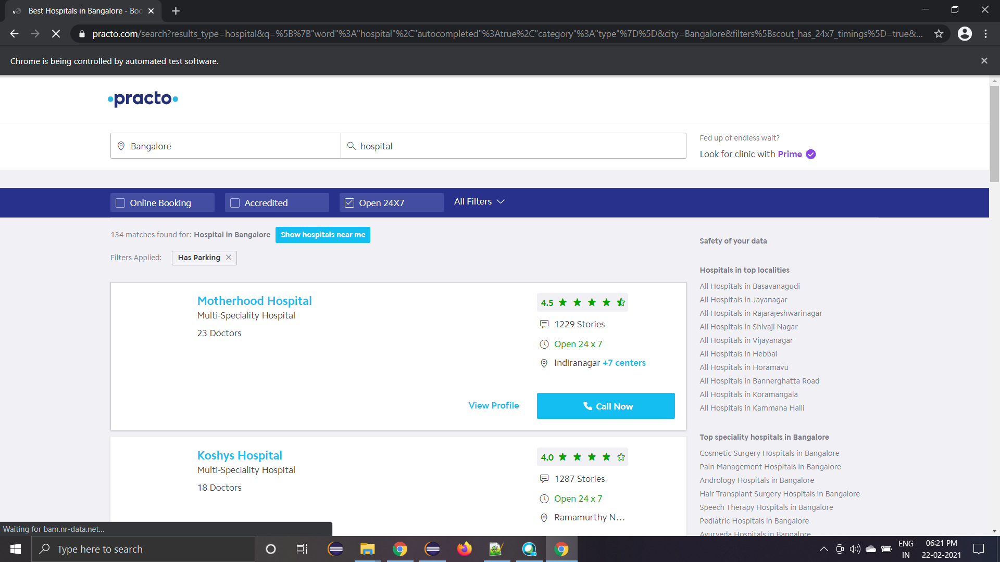 Best Hospitals in Bangalore - Boo
practo.com/search?results_type=hospital&q=%5B%7B"word"%3A"hospital"%2C"autocompleted"%3Atrue%2C"category"%3A"type"%7D%5D&city=Bangalore&filters%5Bscout_has_24x7_timings%5D=true&...
Chrome is being controlled by automated test software.
practo
Bangalore
hospital
Fed up of endless wait?
Look for clinic with Prime
Online Booking
Accredited
Open 24X7
All Filters
134 matches found for: Hospital in Bangalore
Show hospitals near me
Filters Applied:
Has Parking
Motherhood Hospital
Multi-Speciality Hospital
23 Doctors
4.5
1229 Stories
Open 24 x 7
Indiranagar +7 centers
View Profile
Call Now
Koshys Hospital
Multi-Speciality Hospital
18 Doctors
4.0
1287 Stories
Open 24 x 7
Ramamurthy N...
Safety of your data
Hospitals in top localities
All Hospitals in Basavanagudi
All Hospitals in Jayanagar
All Hospitals in Rajarajeshwarinagar
All Hospitals in Shivaji Nagar
All Hospitals in Vijayanagar
All Hospitals in Hebbal
All Hospitals in Horamavu
All Hospitals in Bannerghatta Road
All Hospitals in Koramangala
All Hospitals in Kammana Halli
Top speciality hospitals in Bangalore
Cosmetic Surgery Hospitals in Bangalore
Pain Management Hospitals in Bangalore
Andrology Hospitals in Bangalore
Hair Transplant Surgery Hospitals in Bangalore
Speech Therapy Hospitals in Bangalore
Pediatric Hospitals in Bangalore
Ayurveda Hospitals in Bangalore
Waiting for bam.nr-data.net...
Type here to search
ENG
IN
06:21 PM
22-02-2021